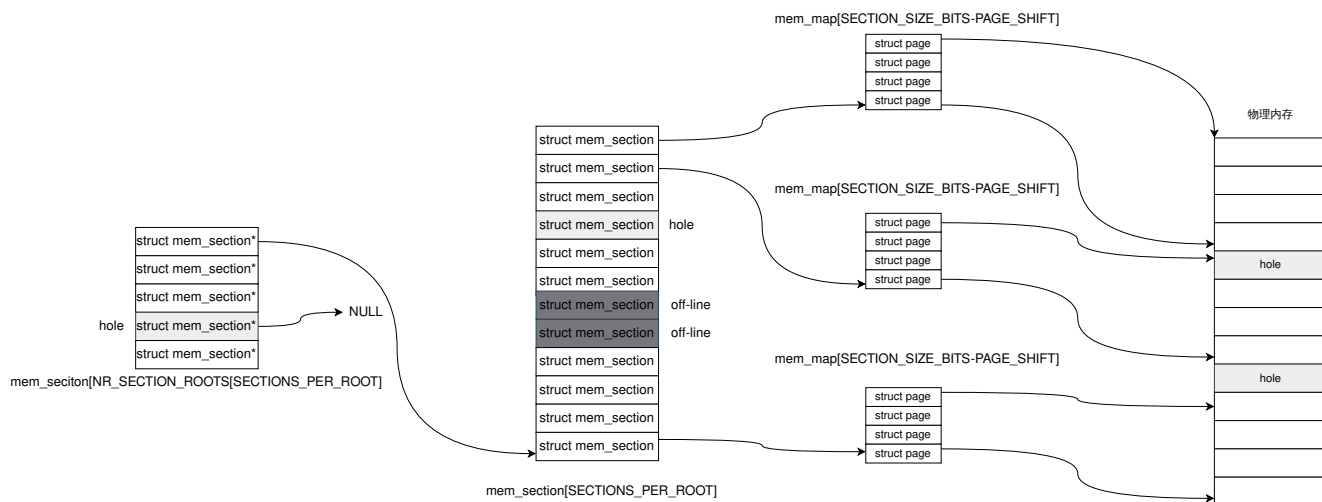 mem_map[SECTION_SIZE_BITS-PAGE_SHIFT]
struct page
struct page
struct page
struct page
物理内存
struct mem_section
struct mem_section
struct mem_section
struct mem_section
hole
struct mem_section
struct mem_section
struct mem_section
off-line
struct mem_section
off-line
struct mem_section
struct mem_section
struct mem_section
struct mem_section
mem_section[SECTIONS_PER_ROOT]
mem_map[SECTION_SIZE_BITS-PAGE_SHIFT]
struct page
struct page
struct page
struct page
struct mem_section*
struct mem_section*
struct mem_section*
hole
struct mem_section*
NULL
struct mem_section*
mem_seciton[NR_SECTION_ROOTS[SECTIONS_PER_ROOT]
mem_map[SECTION_SIZE_BITS-PAGE_SHIFT]
struct page
struct page
struct page
struct page
hole
hole